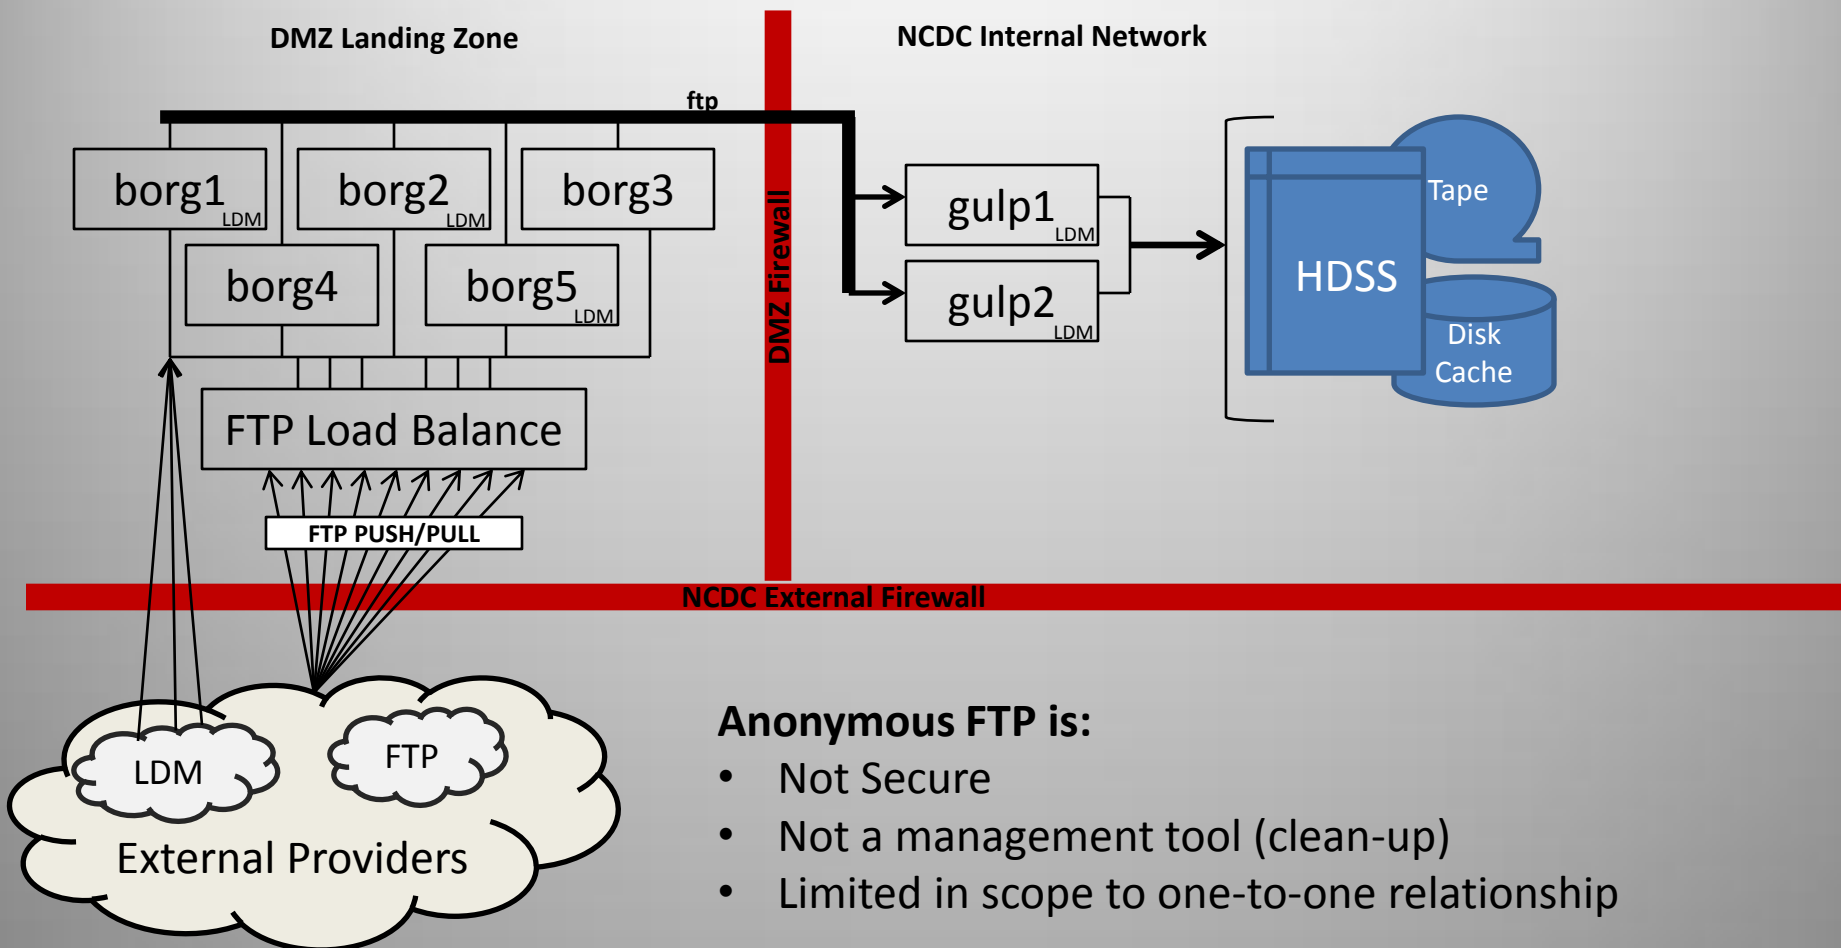 DMZ Landing Zone
NCDC Internal Network
ftp
borg1
LDM
borg2
LDM
borg3
borg4
borg5
LDM
FTP Load Balance
FTP PUSH/PULL
DMZ Firewall
gulp1
LDM
gulp2
LDM
HDSS
Tape
Disk
Cache
NCDC External Firewall
LDM
FTP
External Providers
Anonymous FTP is:
• Not Secure
• Not a management tool (clean-up)
• Limited in scope to one-to-one relationship